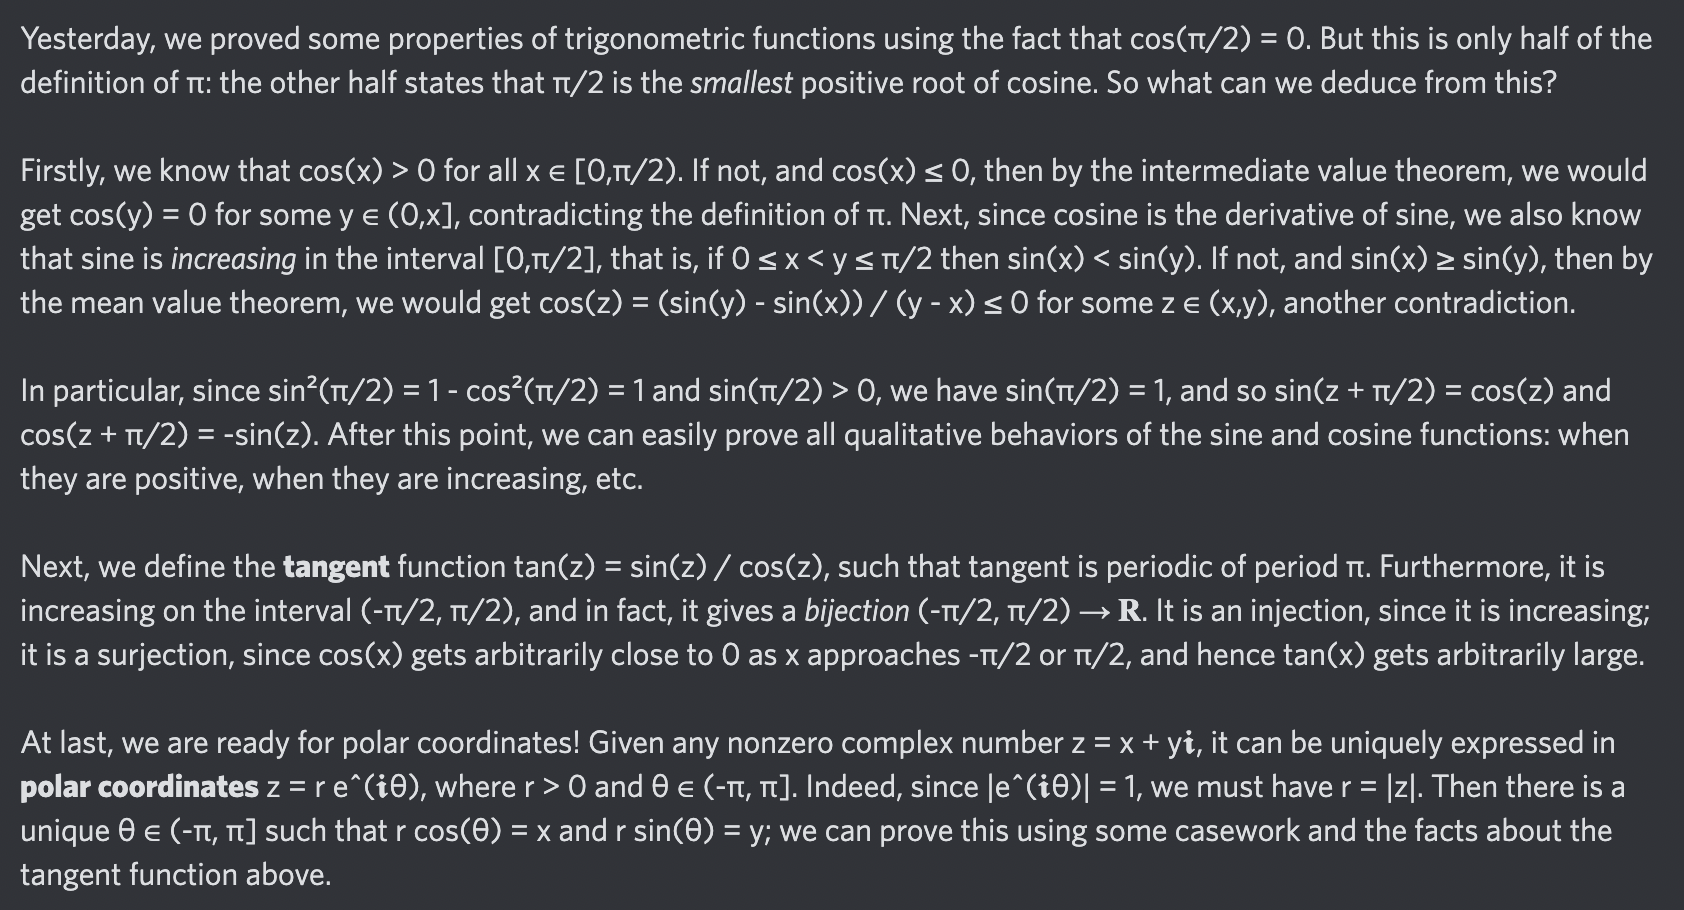 Yesterday, we proved some properties of trigonometric functions using the fact that cos(π/2) = 0. But this is only half of the
definition of π: the other half states that π/2 is the smallest positive root of cosine. So what can we deduce from this?
Firstly, we know that cos(x) > 0 for all x ∈ [0,π/2). If not, and cos(x) ≤ 0, then by the intermediate value theorem, we would
get cos(y) = 0 for some y ∈ (0,x], contradicting the definition of π. Next, since cosine is the derivative of sine, we also know
that sine is increasing in the interval [0,π/2], that is, if 0 ≤ x < y ≤ π/2 then sin(x) < sin(y). If not, and sin(x) ≥ sin(y), then by
the mean value theorem, we would get cos(z) = (sin(y) - sin(x)) / (y - x) ≤ 0 for some z ∈ (x,y), another contradiction.
In particular, since sin²(π/2) = 1 - cos²(π/2) = 1 and sin(π/2) > 0, we have sin(π/2) = 1, and so sin(z + π/2) = cos(z) and
cos(z + π/2) = -sin(z). After this point, we can easily prove all qualitative behaviors of the sine and cosine functions: when
they are positive, when they are increasing, etc.
Next, we define the tangent function tan(z) = sin(z) / cos(z), such that tangent is periodic of period π. Furthermore, it is
increasing on the interval (-π/2, π/2), and in fact, it gives a bijection (-π/2, π/2) → ℝ. It is an injection, since it is increasing;
it is a surjection, since cos(x) gets arbitrarily close to 0 as x approaches -π/2 or π/2, and hence tan(x) gets arbitrarily large.
At last, we are ready for polar coordinates! Given any nonzero complex number z = x + yi, it can be uniquely expressed in
polar coordinates z = r e^(iθ), where r > 0 and θ ∈ (-π, π]. Indeed, since |e^(iθ)| = 1, we must have r = |z|. Then there is a
unique θ ∈ (-π, π] such that r cos(θ) = x and r sin(θ) = y; we can prove this using some casework and the facts about the
tangent function above.